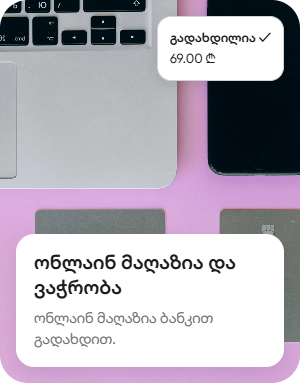 გადახდილია ✓
69.00 ₾
ონლაინ მაღაზია და
ვაჭრობა
ონლაინ მაღაზია ბანკით
გადახდით.